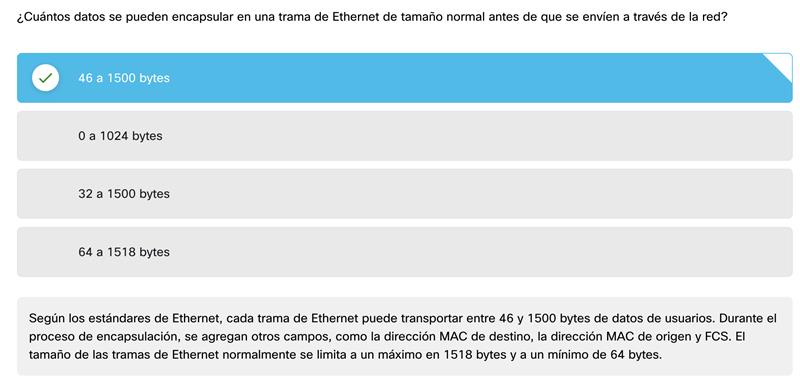 ¿Cuántos datos se pueden encapsular en una trama de Ethernet de tamaño normal antes de que se envíen a través de la red?
46 a 1500 bytes
0 a 1024 bytes
32 a 1500 bytes
64 a 1518 bytes
Según los estándares de Ethernet, cada trama de Ethernet puede transportar entre 46 y 1500 bytes de datos de usuarios. Durante el
proceso de encapsulación, se agregan otros campos, como la dirección MAC de destino, la dirección MAC de origen y FCS. El
tamaño de las tramas de Ethernet normalmente se limita a un máximo en 1518 bytes y a un mínimo de 64 bytes.